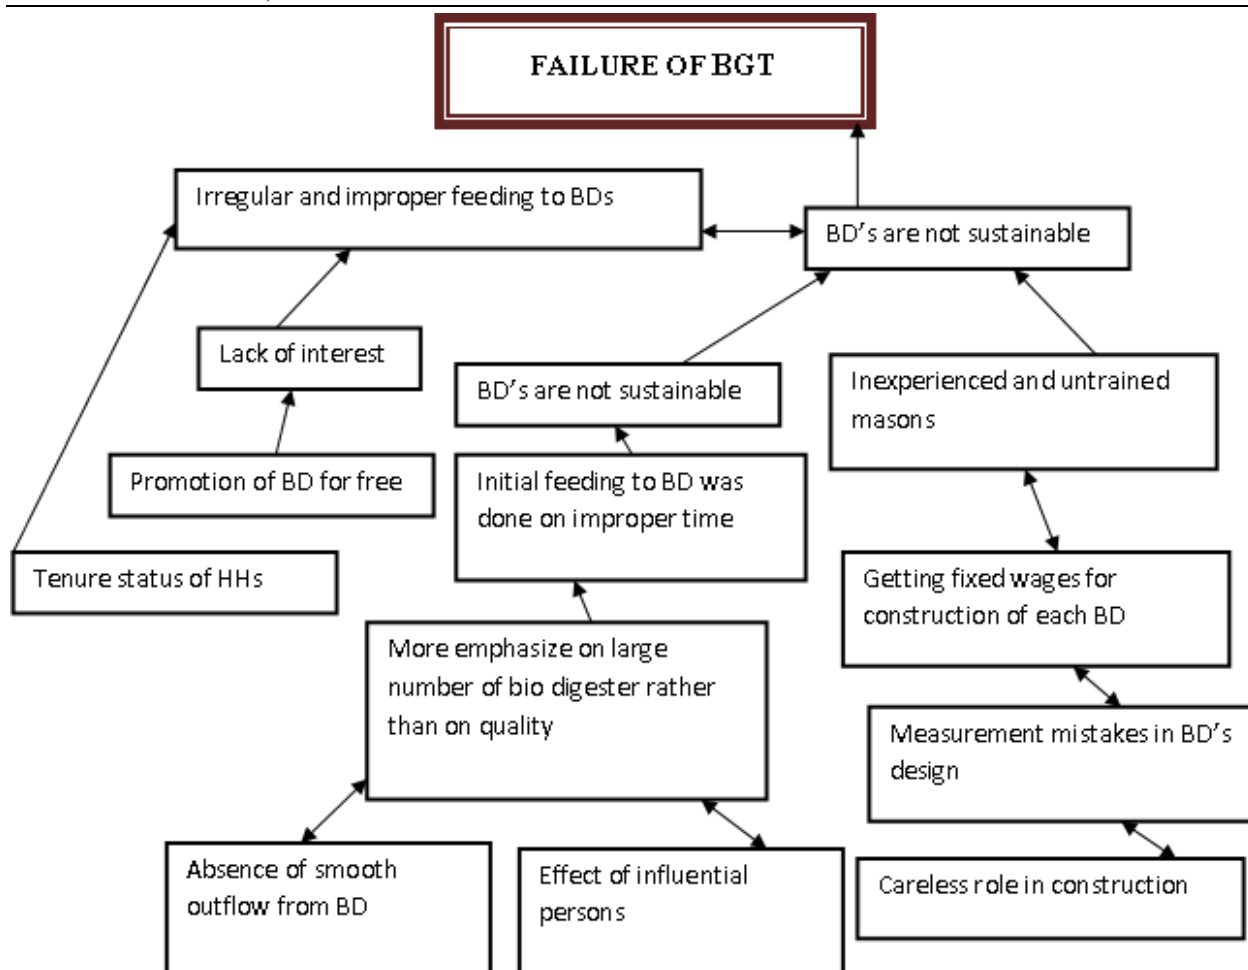 FAILURE OF BGT
Irregular and improper feeding to BDs
BD's are not sustainable
Lack of interest
BD's are not sustainable
Inexperienced and untrained
masons
Promotion of BD for free
Initial feeding to BD was
done on improper time
Tenure status of HHs
Getting fixed wages for
construction of each BD
More emphasize on large
number of bio digester rather
than on quality
Measurement mistakes in BD's
design
Absence of smooth
outflow from BD
Effect of influential
persons
Careless role in construction